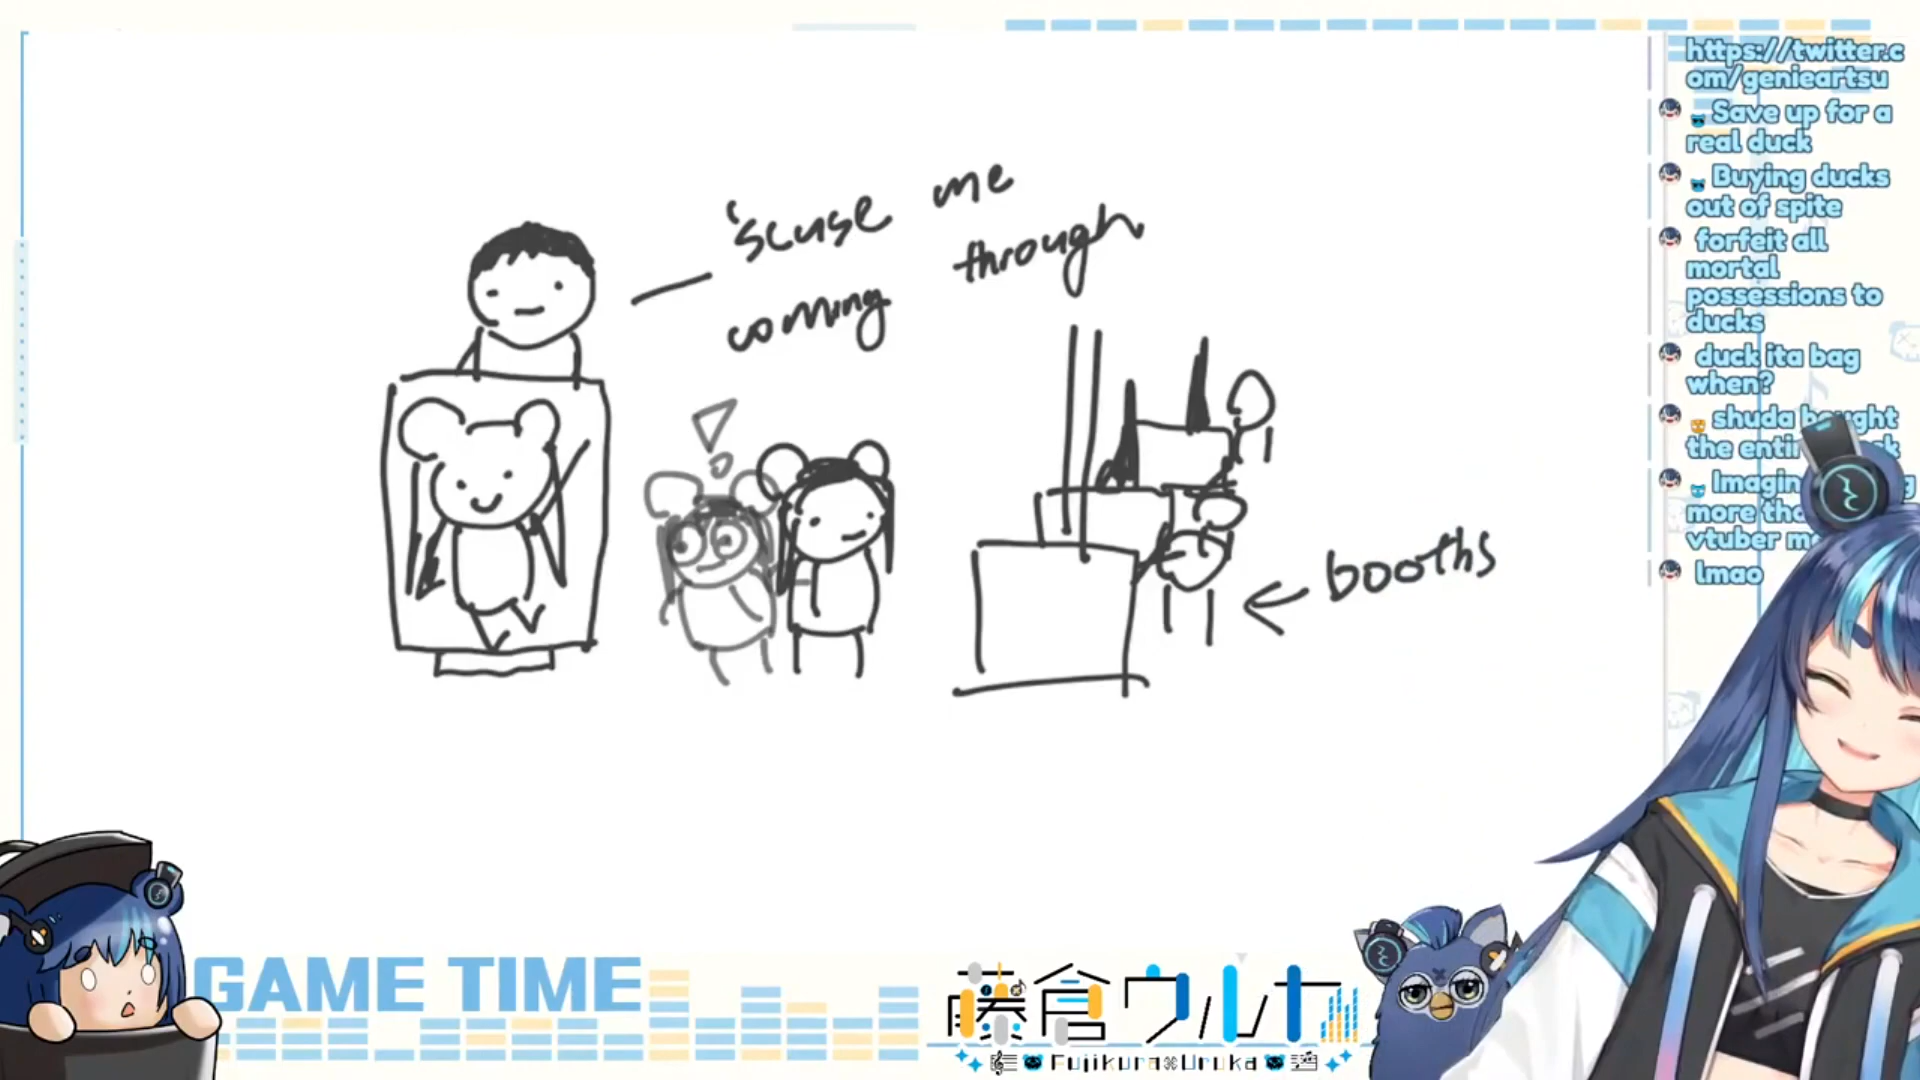 'scuse me
coming through
booths
https://twitter.c
om/genieartsu
Save up for a
real duck
Buying ducks
out of spite
forfeit all
mortal
possessions to
ducks
duck ita bag
when?
shuda bought
the enti
Imagin
more tha
vtuber m
lmao
GAME TIME
藤倉ウルカ
Fujikura Uruka